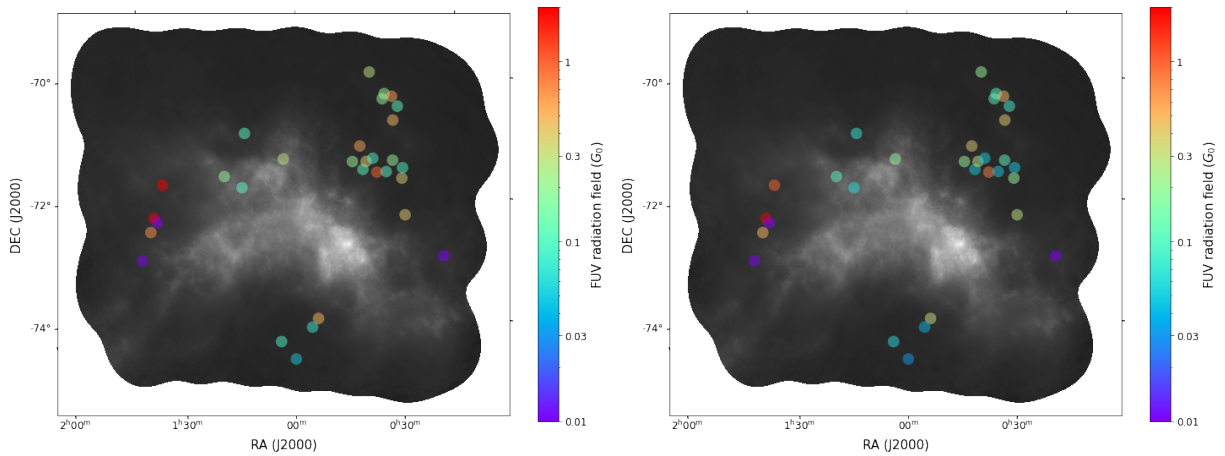 -70°
-72°
-74°
DEC (J2000)
2ʰ00ᵐ
1ʰ30ᵐ
00ᵐ
0ʰ30ᵐ
RA (J2000)
1
0.3
0.1
0.03
0.01
FUV radiation field (G₀)
-70°
-72°
-74°
DEC (J2000)
2ʰ00ᵐ
1ʰ30ᵐ
00ᵐ
0ʰ30ᵐ
RA (J2000)
1
0.3
0.1
0.03
0.01
FUV radiation field (G₀)